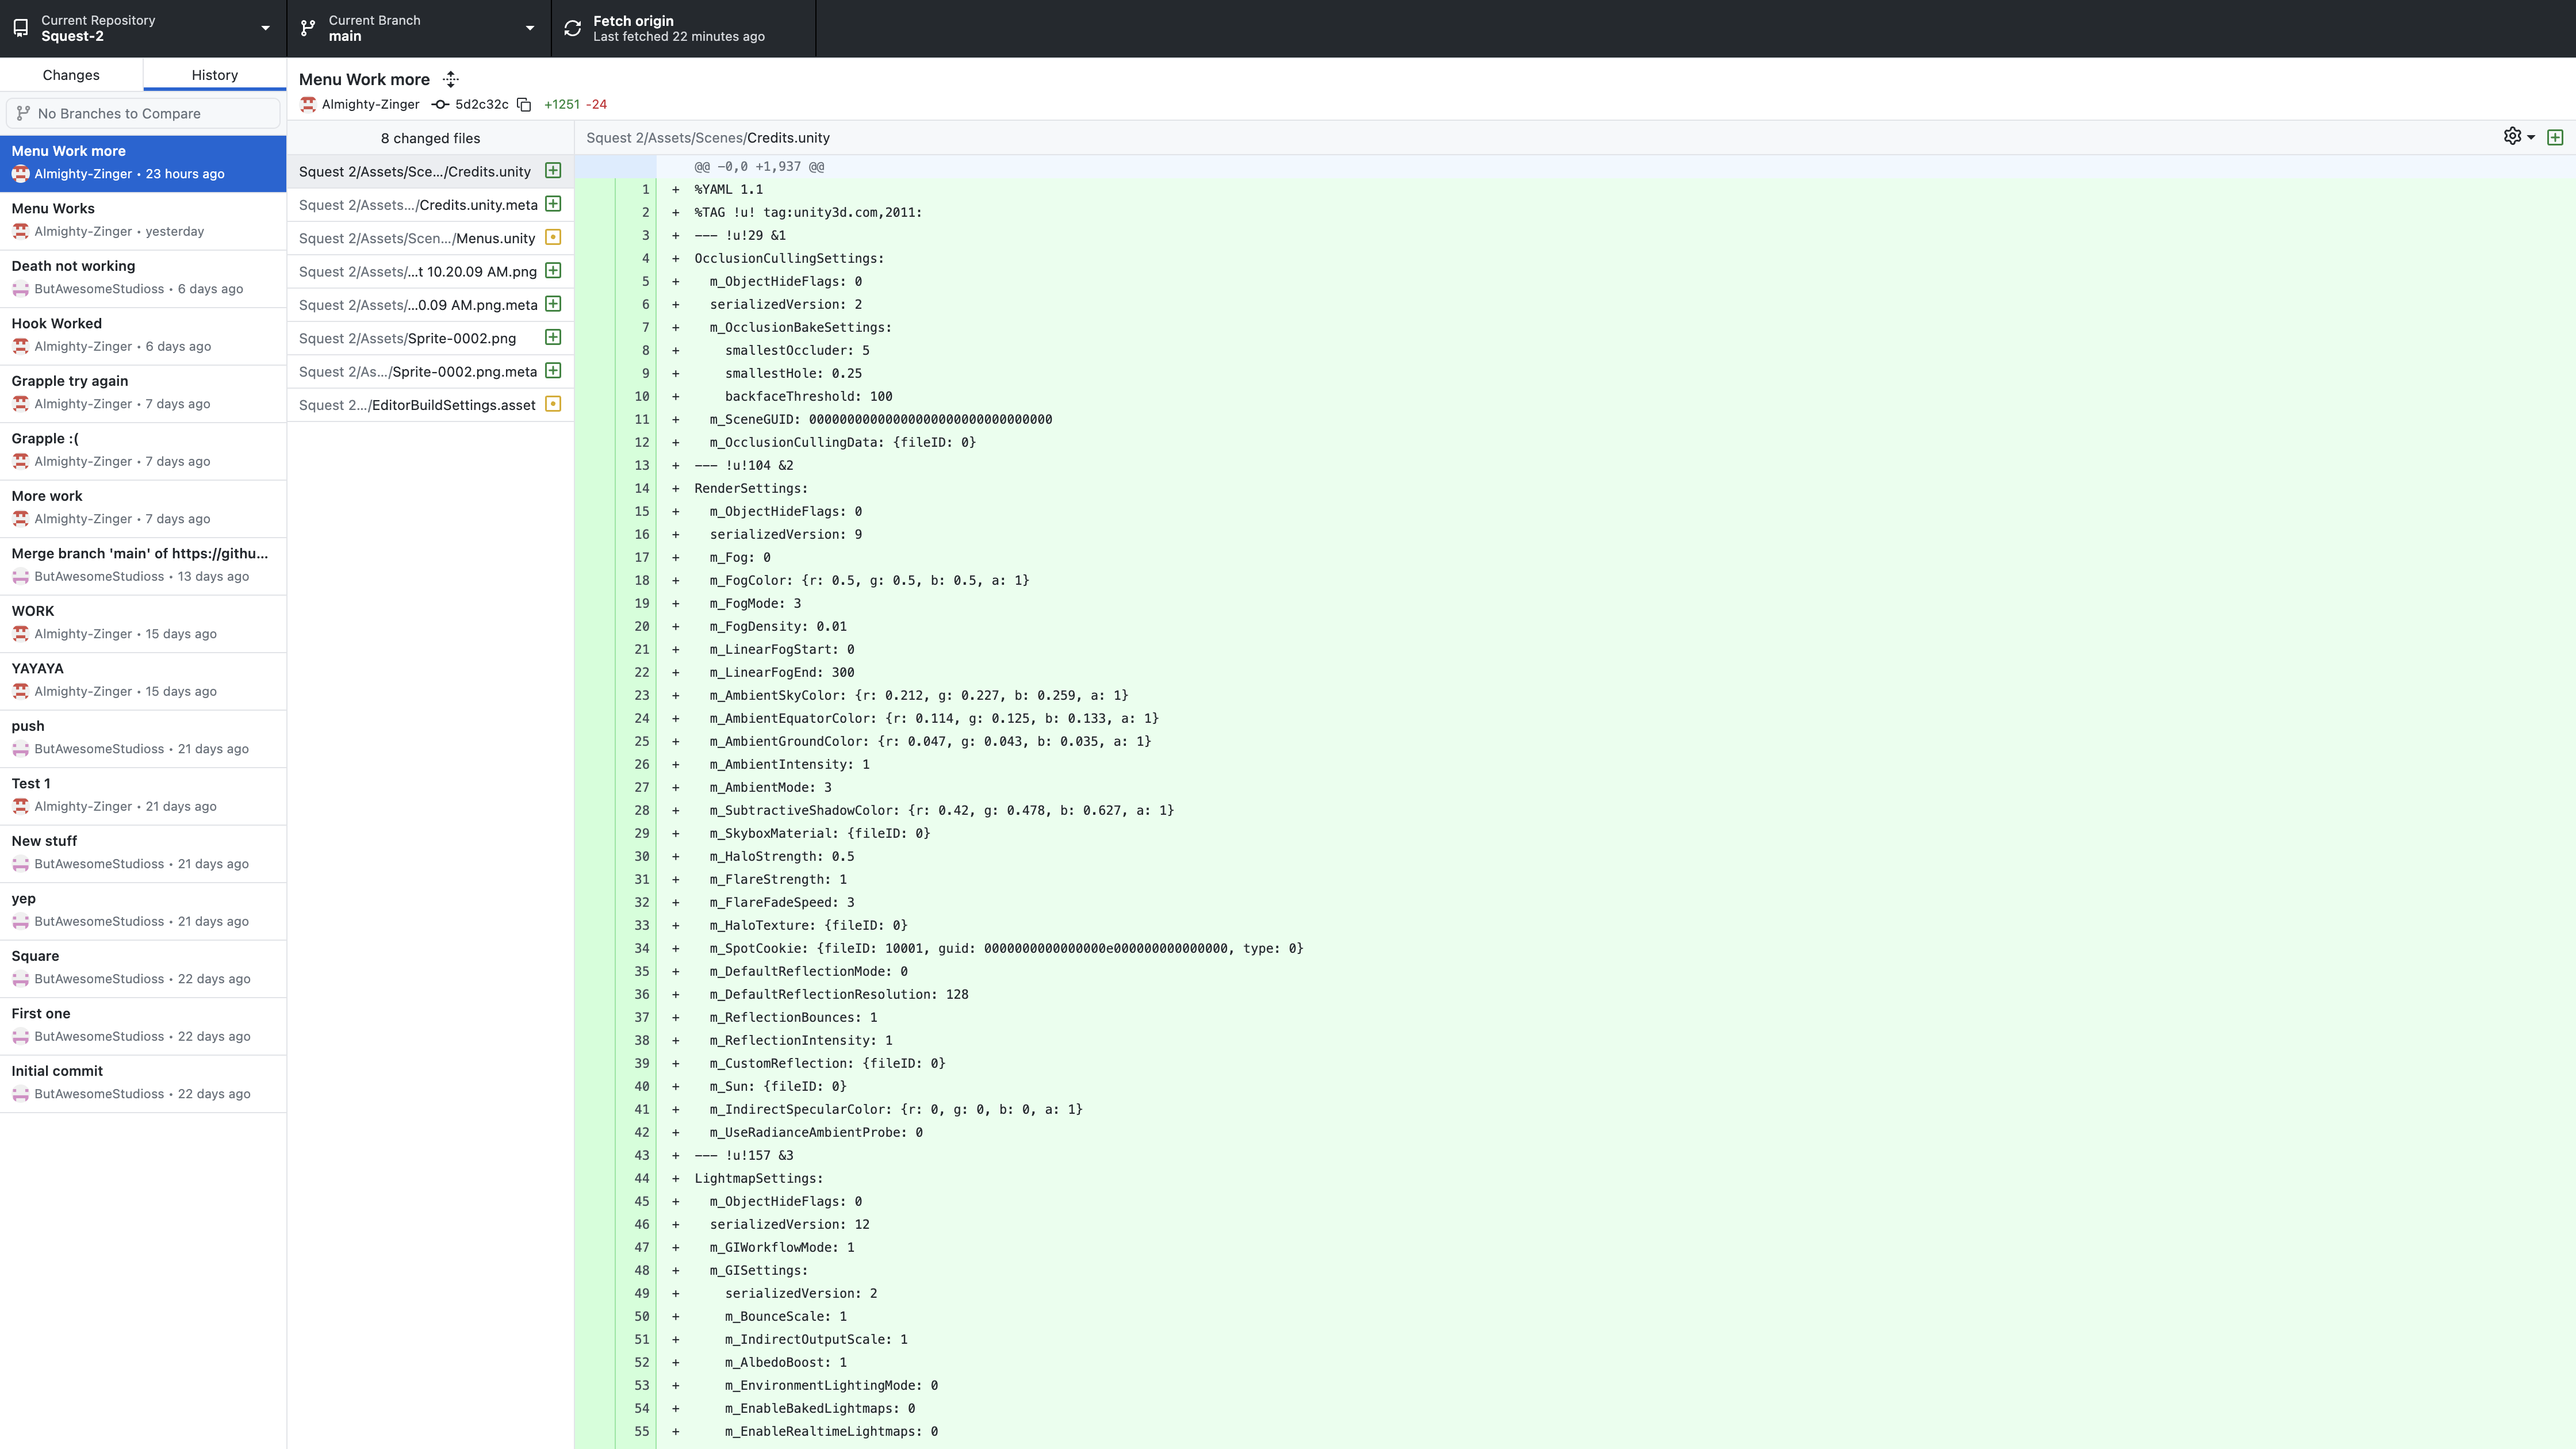 Current Repository
Squest-2
Current Branch
main
Fetch origin
Last fetched 22 minutes ago
Changes
History
No Branches to Compare
Menu Work more
Almighty-Zinger • 23 hours ago
Menu Works
Almighty-Zinger • yesterday
Death not working
ButAwesomeStudioss • 6 days ago
Hook Worked
Almighty-Zinger • 6 days ago
Grapple try again
Almighty-Zinger • 7 days ago
Grapple :(
Almighty-Zinger • 7 days ago
More work
Almighty-Zinger • 7 days ago
Merge branch 'main' of https://githu...
ButAwesomeStudioss • 13 days ago
WORK
Almighty-Zinger • 15 days ago
YAYAYA
Almighty-Zinger • 15 days ago
push
ButAwesomeStudioss • 21 days ago
Test 1
Almighty-Zinger • 21 days ago
New stuff
ButAwesomeStudioss • 21 days ago
yep
ButAwesomeStudioss • 21 days ago
Square
ButAwesomeStudioss • 22 days ago
First one
ButAwesomeStudioss • 22 days ago
Initial commit
ButAwesomeStudioss • 22 days ago
Menu Work more
Almighty-Zinger 5d2c32c +1251 -24
8 changed files
Squest 2/Assets/Sce.../Credits.unity
Squest 2/Assets.../Credits.unity.meta
Squest 2/Assets/Scen.../Menus.unity
Squest 2/Assets/...t 10.20.09 AM.png
Squest 2/Assets/...0.09 AM.png.meta
Squest 2/Assets/Sprite-0002.png
Squest 2/As.../Sprite-0002.png.meta
Squest 2.../EditorBuildSettings.asset
Squest 2/Assets/Scenes/Credits.unity
@@ -0,0 +1,937 @@
1 + %YAML 1.1
2 + %TAG !u! tag:unity3d.com,2011:
3 + --- !u!29 &1
4 + OcclusionCullingSettings:
5 + m_ObjectHideFlags: 0
6 + serializedVersion: 2
7 + m_OcclusionBakeSettings:
8 + smallestOccluder: 5
9 + smallestHole: 0.25
10 + backfaceThreshold: 100
11 + m_SceneGUID: 00000000000000000000000000000000
12 + m_OcclusionCullingData: {fileID: 0}
13 + --- !u!104 &2
14 + RenderSettings:
15 + m_ObjectHideFlags: 0
16 + serializedVersion: 9
17 + m_Fog: 0
18 + m_FogColor: {r: 0.5, g: 0.5, b: 0.5, a: 1}
19 + m_FogMode: 3
20 + m_FogDensity: 0.01
21 + m_LinearFogStart: 0
22 + m_LinearFogEnd: 300
23 + m_AmbientSkyColor: {r: 0.212, g: 0.227, b: 0.259, a: 1}
24 + m_AmbientEquatorColor: {r: 0.114, g: 0.125, b: 0.133, a: 1}
25 + m_AmbientGroundColor: {r: 0.047, g: 0.043, b: 0.035, a: 1}
26 + m_AmbientIntensity: 1
27 + m_AmbientMode: 3
28 + m_SubtractiveShadowColor: {r: 0.42, g: 0.478, b: 0.627, a: 1}
29 + m_SkyboxMaterial: {fileID: 0}
30 + m_HaloStrength: 0.5
31 + m_FlareStrength: 1
32 + m_FlareFadeSpeed: 3
33 + m_HaloTexture: {fileID: 0}
34 + m_SpotCookie: {fileID: 10001, guid: 0000000000000000e000000000000000, type: 0}
35 + m_DefaultReflectionMode: 0
36 + m_DefaultReflectionResolution: 128
37 + m_ReflectionBounces: 1
38 + m_ReflectionIntensity: 1
39 + m_CustomReflection: {fileID: 0}
40 + m_Sun: {fileID: 0}
41 + m_IndirectSpecularColor: {r: 0, g: 0, b: 0, a: 1}
42 + m_UseRadianceAmbientProbe: 0
43 + --- !u!157 &3
44 + LightmapSettings:
45 + m_ObjectHideFlags: 0
46 + serializedVersion: 12
47 + m_GIWorkflowMode: 1
48 + m_GISettings:
49 + serializedVersion: 2
50 + m_BounceScale: 1
51 + m_IndirectOutputScale: 1
52 + m_AlbedoBoost: 1
53 + m_EnvironmentLightingMode: 0
54 + m_EnableBakedLightmaps: 0
55 + m_EnableRealtimeLightmaps: 0